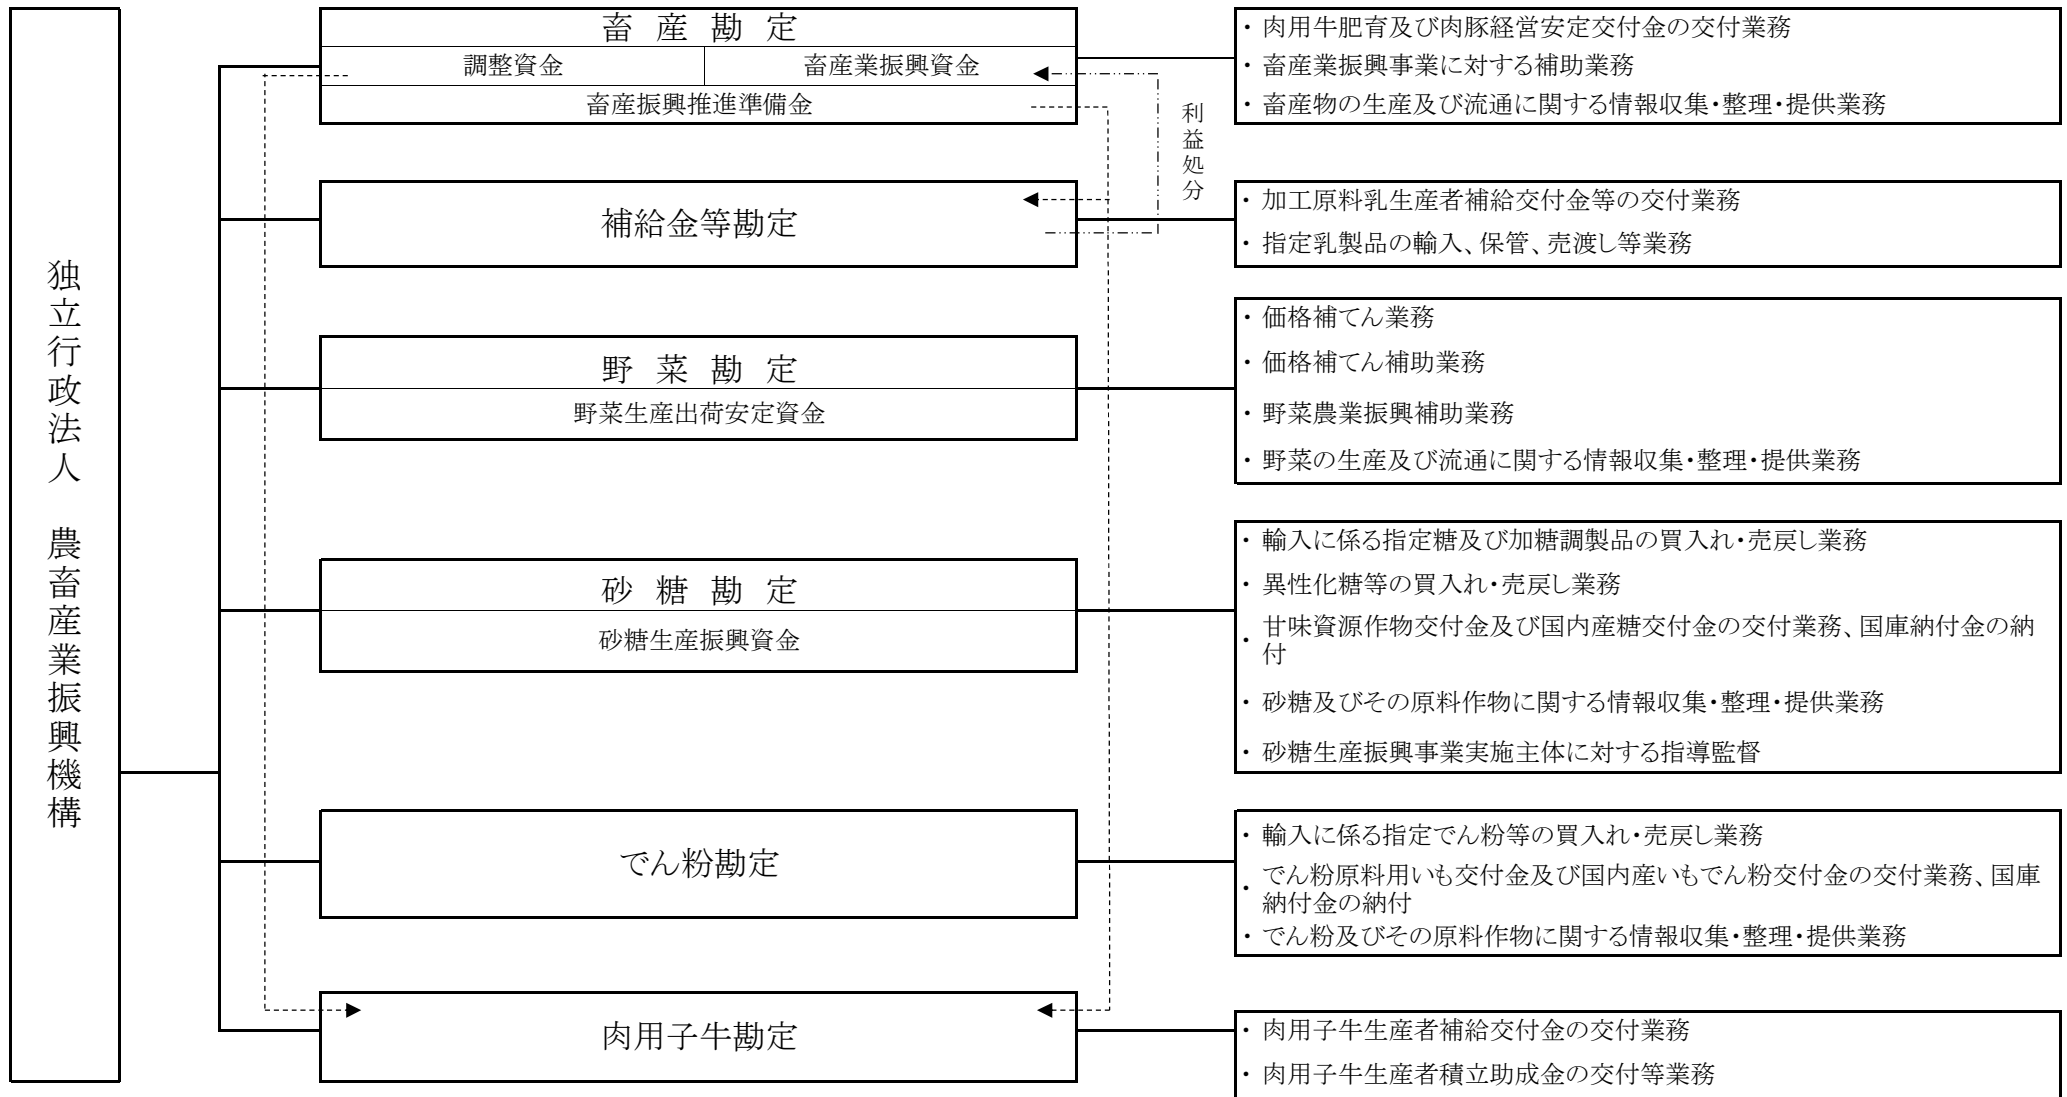 独立行政法人　農畜産業振興機構
畜　産　勘　定
調整資金
畜産業振興資金
畜産振興推進準備金
・ 肉用牛肥育及び肉豚経営安定交付金の交付業務
・ 畜産業振興事業に対する補助業務
・ 畜産物の生産及び流通に関する情報収集・整理・提供業務
利益処分
補給金等勘定
・ 加工原料乳生産者補給交付金等の交付業務
・ 指定乳製品の輸入、保管、売渡し等業務
野　菜　勘　定
野菜生産出荷安定資金
・ 価格補てん業務
・ 価格補てん補助業務
・ 野菜農業振興補助業務
・ 野菜の生産及び流通に関する情報収集・整理・提供業務
砂　糖　勘　定
砂糖生産振興資金
・ 輸入に係る指定糖及び加糖調製品の買入れ・売戻し業務
・ 異性化糖等の買入れ・売戻し業務
・ 甘味資源作物交付金及び国内産糖交付金の交付業務、国庫納付金の納
付
・ 砂糖及びその原料作物に関する情報収集・整理・提供業務
・ 砂糖生産振興事業実施主体に対する指導監督
でん粉勘定
・ 輸入に係る指定でん粉等の買入れ・売戻し業務
・ でん粉原料用いも交付金及び国内産いもでん粉交付金の交付業務、国庫
納付金の納付
・ でん粉及びその原料作物に関する情報収集・整理・提供業務
肉用子牛勘定
・ 肉用子牛生産者補給交付金の交付業務
・ 肉用子牛生産者積立助成金の交付等業務